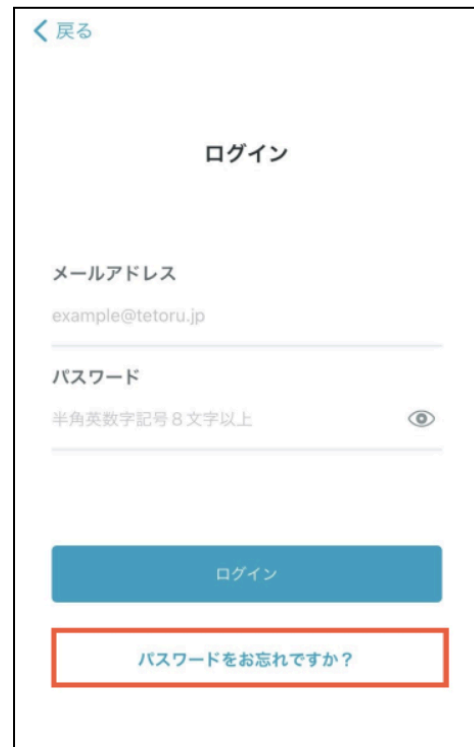 戻る
ログイン
メールアドレス
example@tetoru.jp
パスワード
半角英数字記号8文字以上
ログイン
パスワードをお忘れですか？